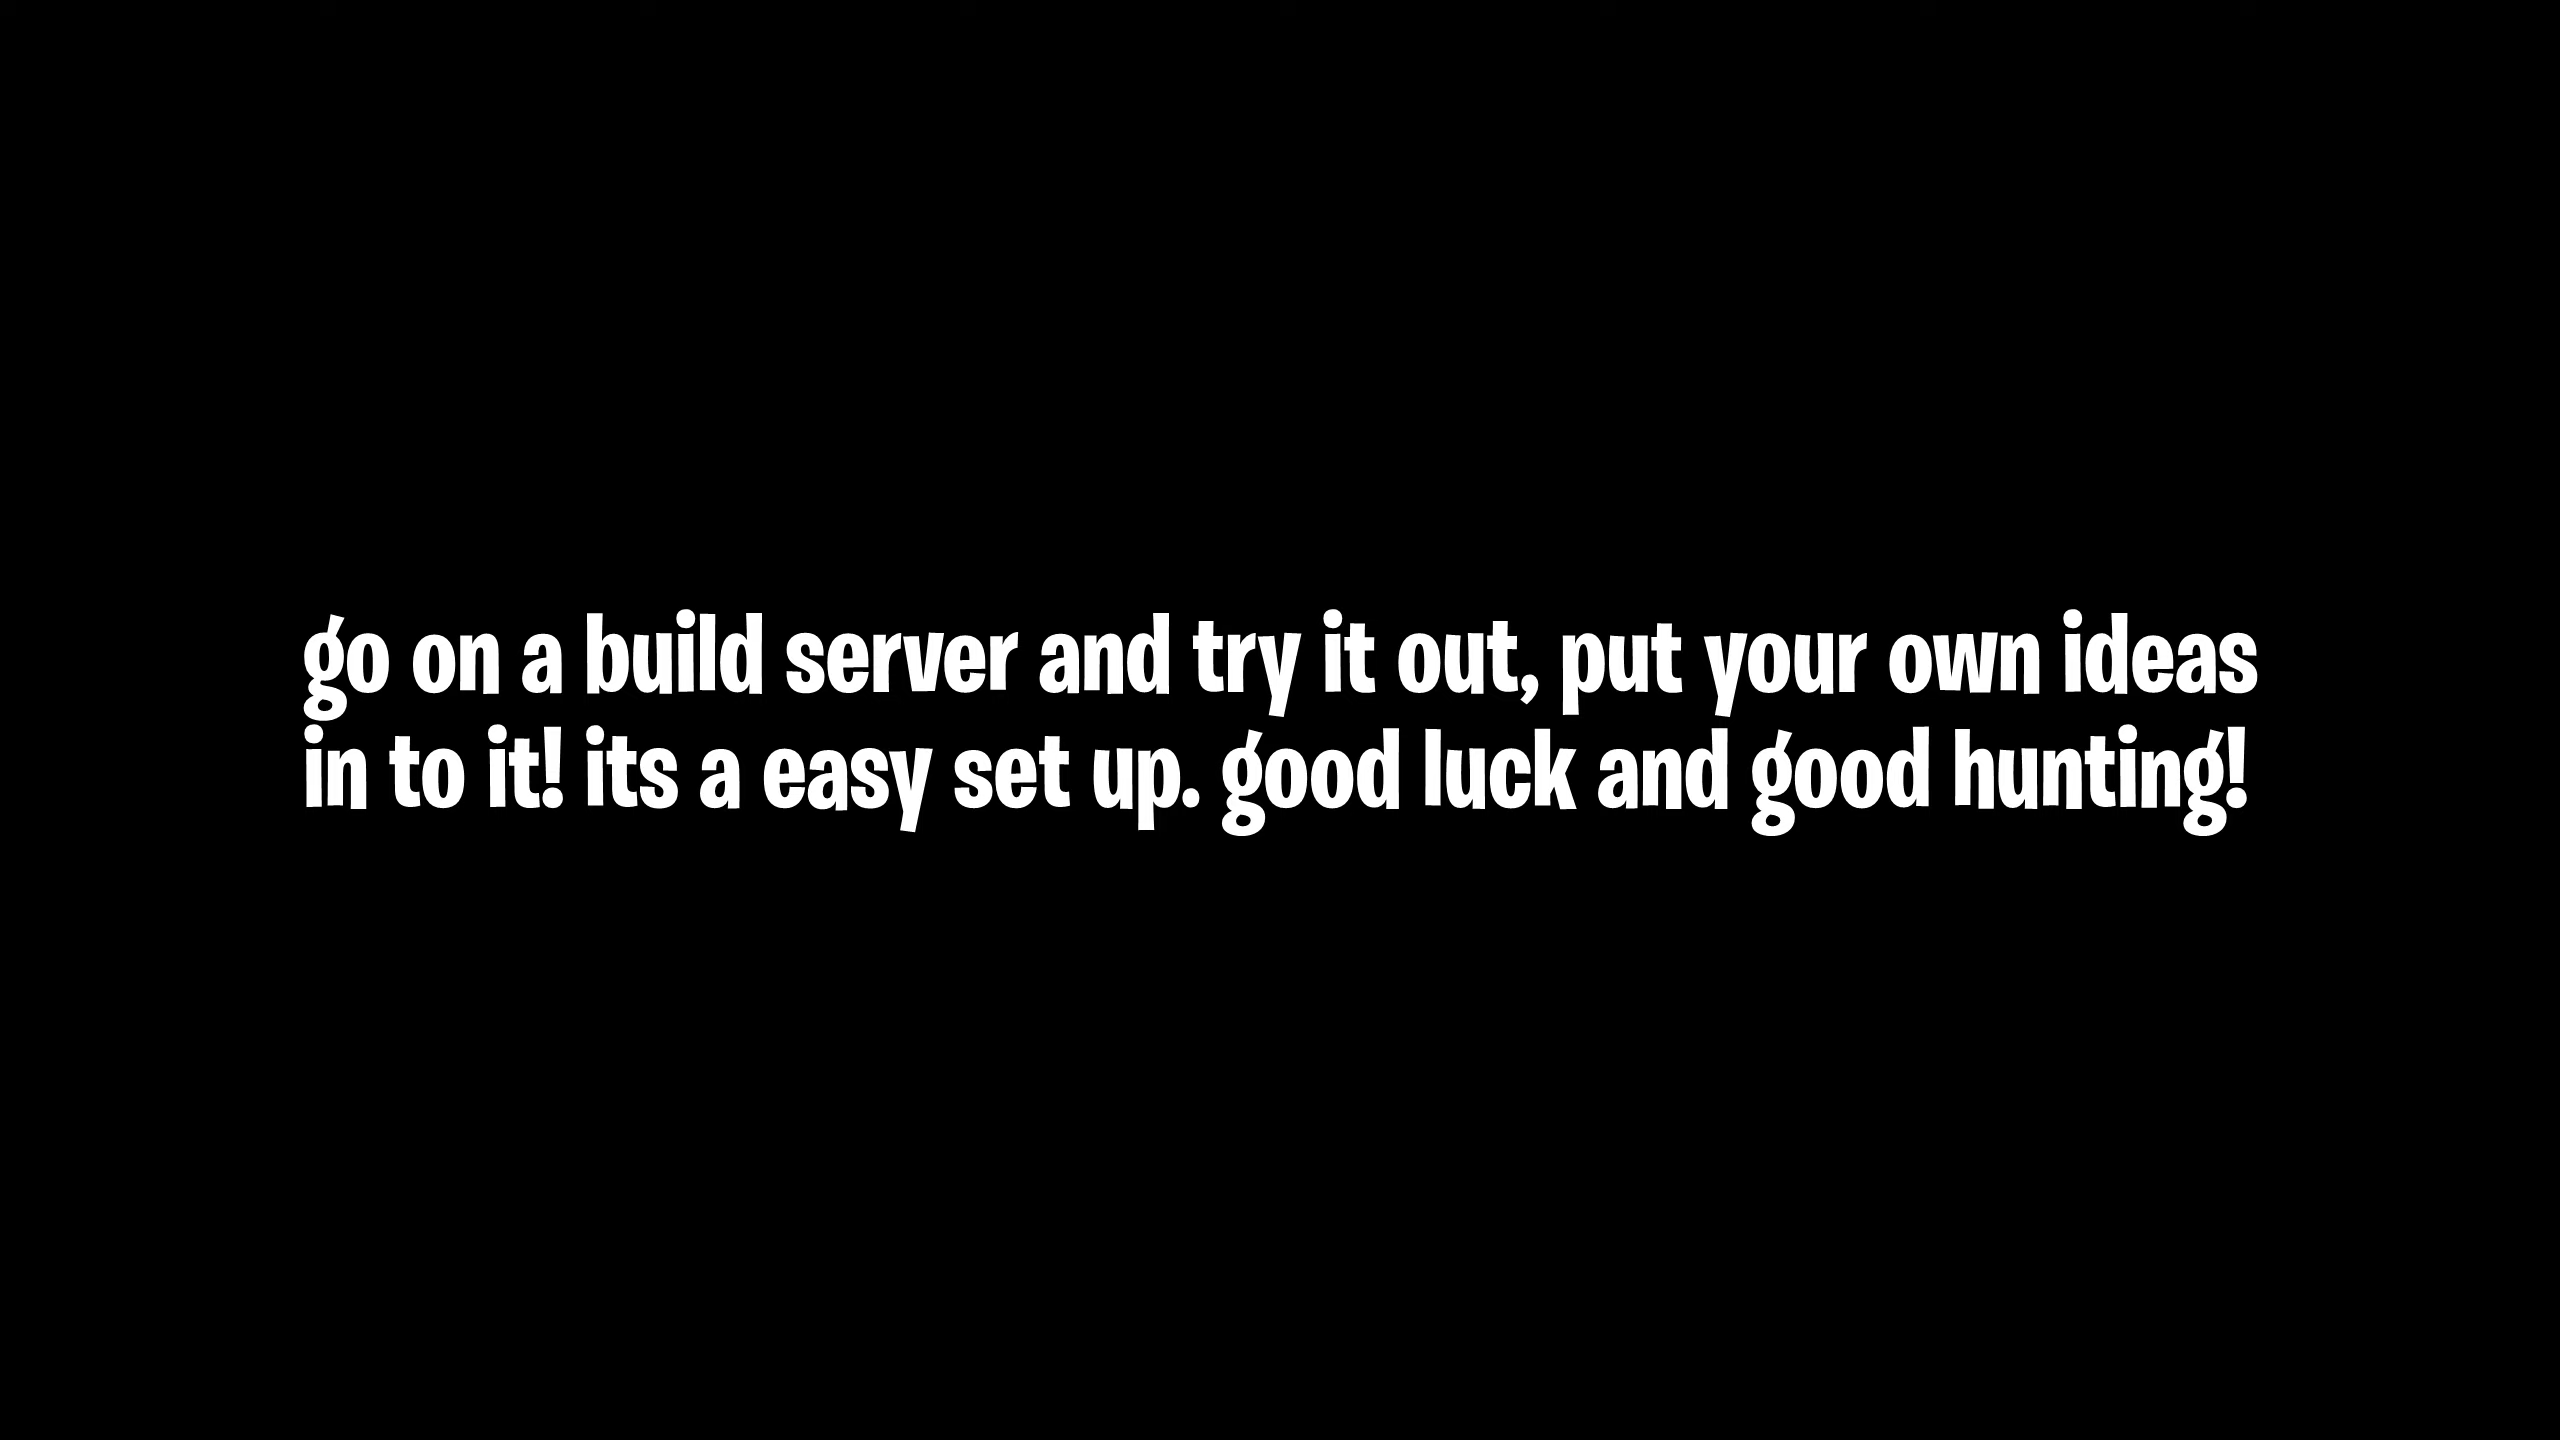 go on a build server and try it out, put your own ideas
in to it! its a easy set up. good luck and good hunting!